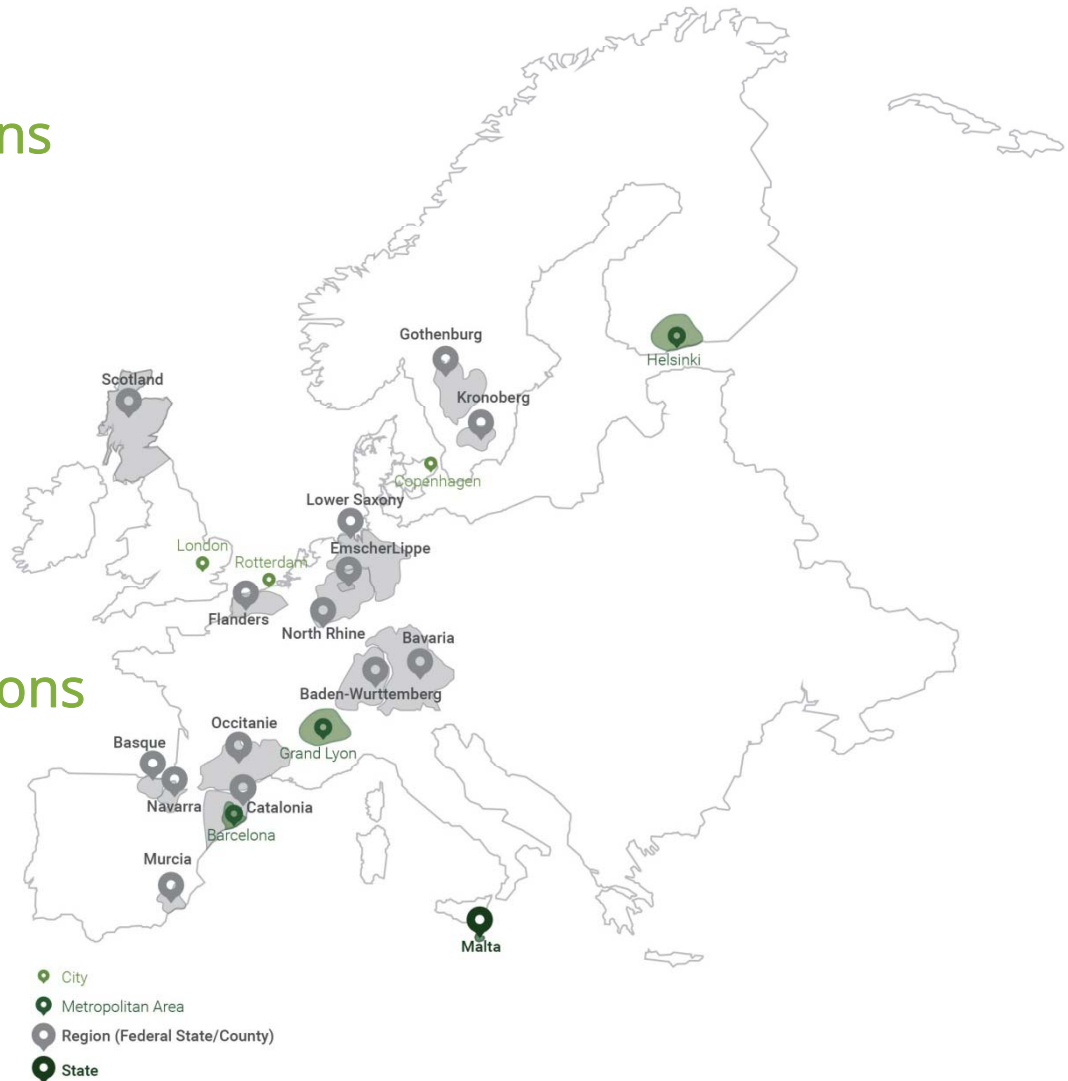 ns
Gothenburg
Helsinki
Scotland
Kronoberg
Copenhagen
Lower Saxony
London
EmscherLippe
Rotterdam
Flanders
North Rhine
Bavaria
ons
Baden-Wurttemberg
Occitanie
Basque
Grand Lyon
Navarra
Catalonia
Barcelona
Murcia
Malta
City
Metropolitan Area
Region (Federal State/County)
State